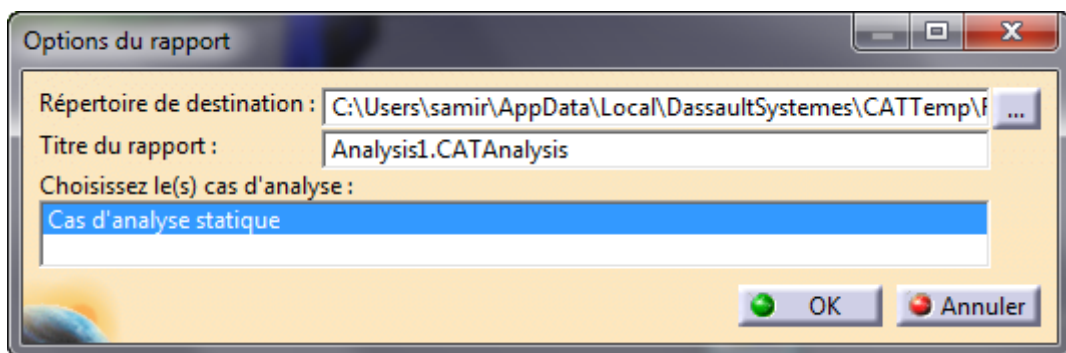 Options du rapport
Répertoire de destination : C:\Users\samir\AppData\Local\DassaultSystemes\CATTemp\ ...
Titre du rapport : Analysis1.CATAnalysis
Choisissez le(s) cas d'analyse :
Cas d'analyse statique
OK Annuler